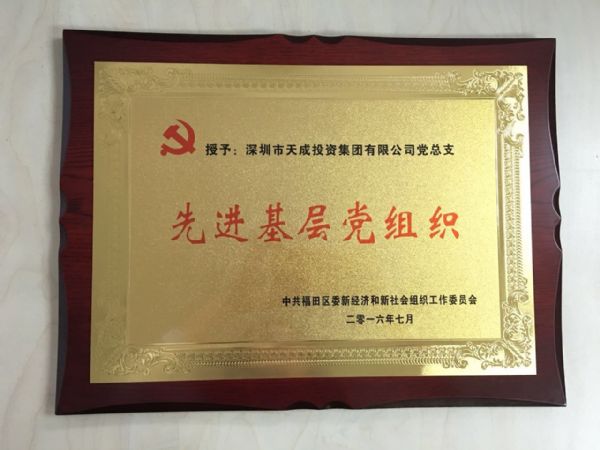 授予：深圳市天成投资集团有限公司党总支
先进基层党组织
中共福田区委新经济和新社会组织工作委员会
二零一六年七月